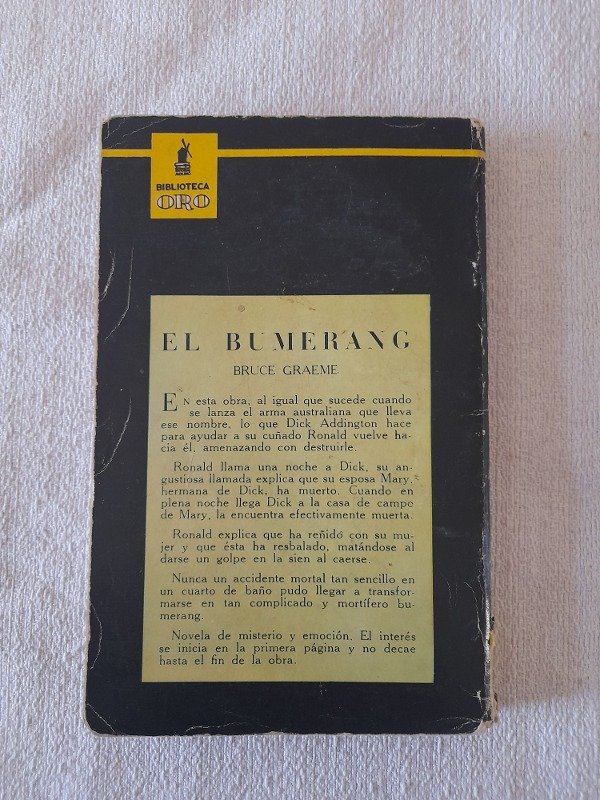 BIBLIOTECA
ORO
EL BUMERANG
BRUCE GRAEME
EN esta obra, al igual que sucede cuando
se lanza el arma australiana que lleva
ese nombre, lo que Dick Addington hace
para ayudar a su cuñado Ronald vuelve ha-
cía él, amenazando con destruirle.
Ronald llama una noche a Dick, su an-
gustiosa llamada explica que su esposa Mary,
hermana de Dick, ha muerto. Cuando en
plena noche llega Dick a la casa de campo
de Mary, la encuentra efectivamente muerta.
Ronald explica que ha reñido con su mu-
jer y que ésta ha resbalado, matándose al
darse un golpe en la sien al caerse.
Nunca un accidente mortal tan sencillo en
un cuarto de baño pudo llegar a transfor-
marse en tan complicado y mortífero bu-
merang.
Novela de misterio y emoción. El interés
se inicia en la primera página y no decae
hasta el fin de la obra.